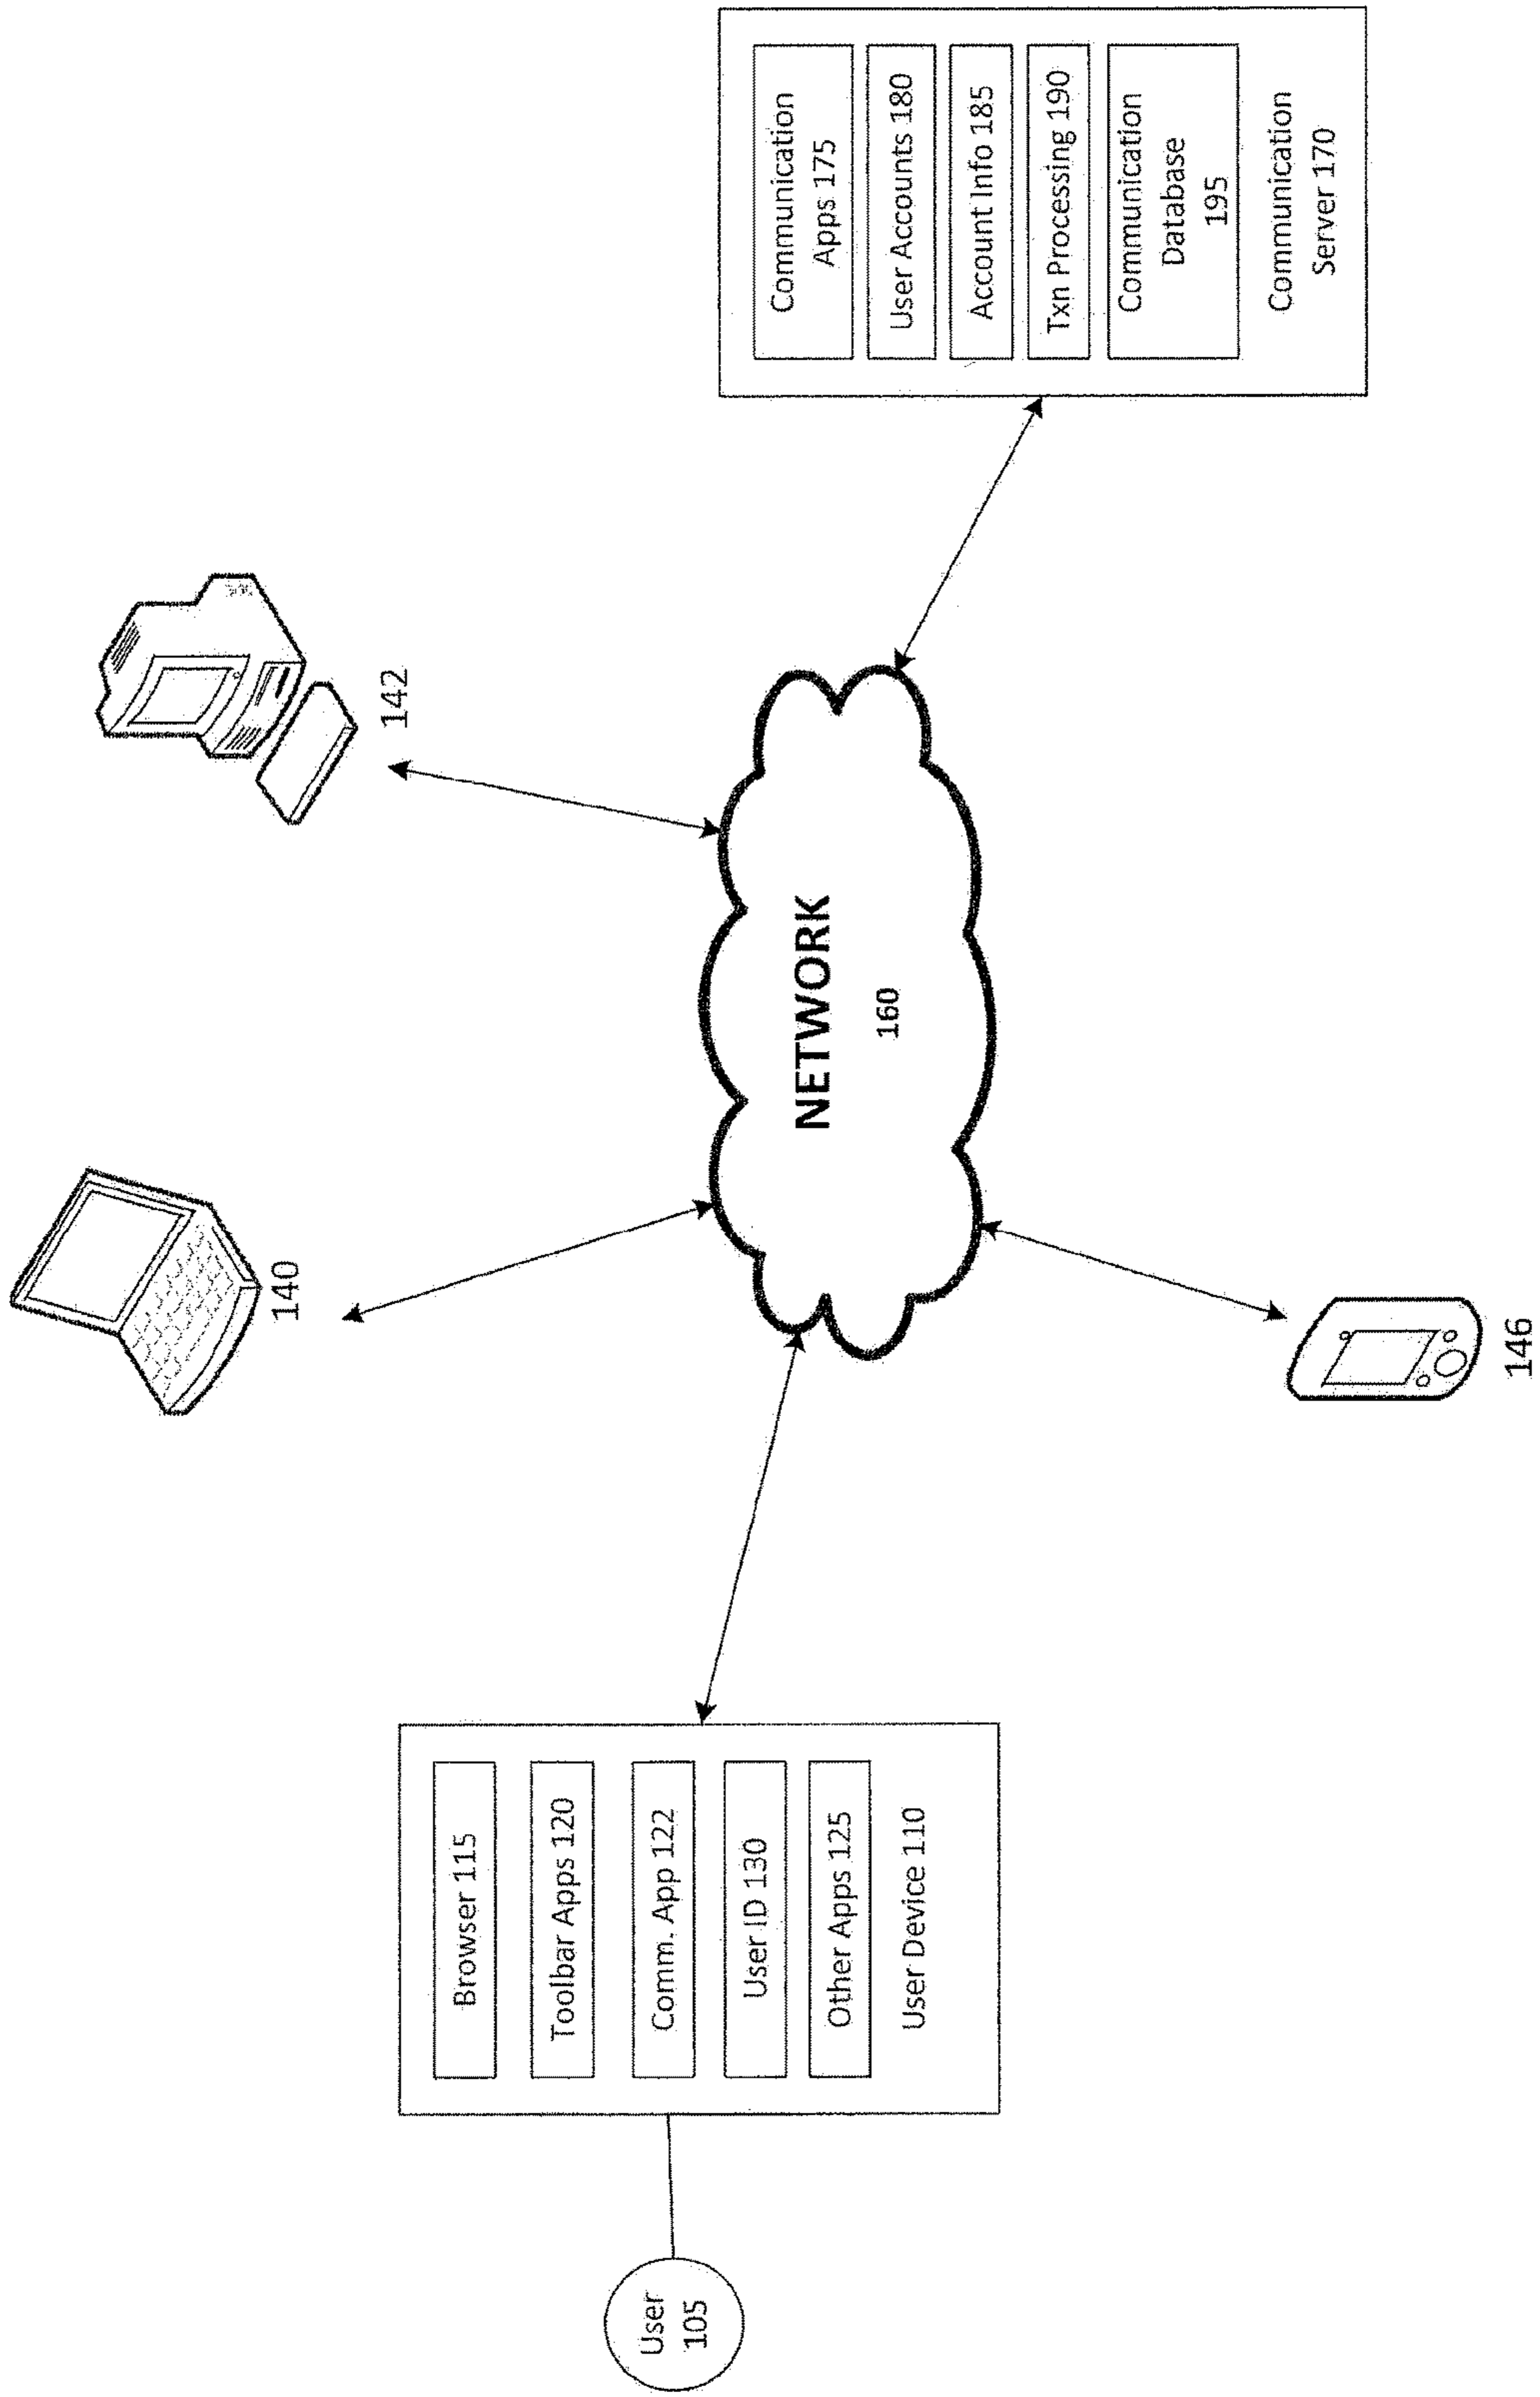 140
142
User
105
Browser 115
Toolbar Apps 120
Comm. App 122
User ID 130
Other Apps 125
User Device 110
NETWORK
160
Communication
Apps 175
User Accounts 180
Account Info 185
Txn Processing 190
Communication
Database
195
Communication
Server 170
146